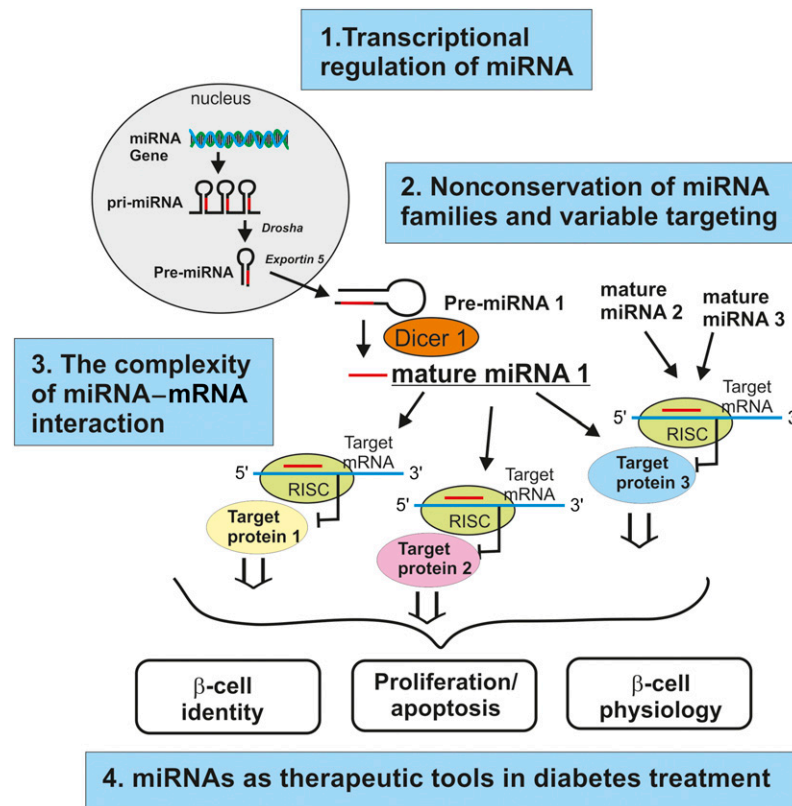 1.Transcriptional
regulation of miRNA
nucleus
miRNA
Gene
pri-miRNA
Drosha
Exportin 5
Pre-miRNA
2. Nonconservation of miRNA
families and variable targeting
Pre-miRNA 1
Dicer 1
mature miRNA 1
mature
miRNA 2
mature
miRNA 3
3. The complexity
of miRNA–mRNA
interaction
Target
mRNA
5'
3'
RISC
Target
protein 1
Target
mRNA
5'
3'
RISC
Target
protein 2
Target
mRNA
5'
3'
RISC
Target
protein 3
β-cell
identity
Proliferation/
apoptosis
β-cell
physiology
4. miRNAs as therapeutic tools in diabetes treatment